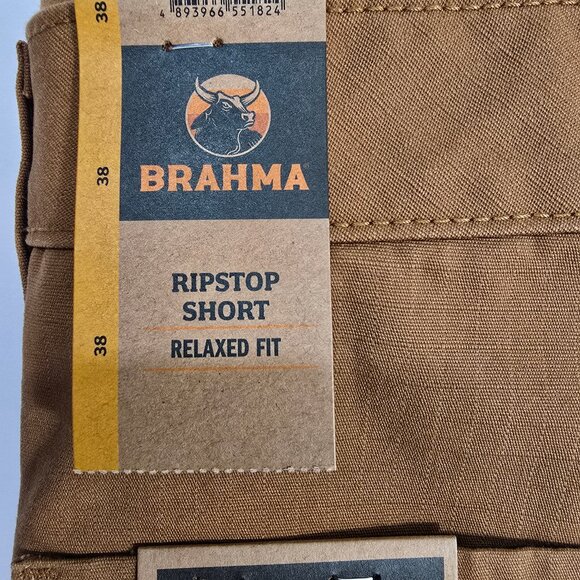 4 893966 551824
38
BRAHMA
38
RIPSTOP
SHORT
RELAXED FIT
38